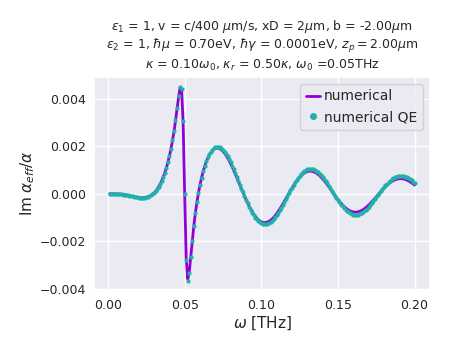 ε₁ = 1, v = c/400 μm/s, xD = 2μm, b = -2.00μm
ε₂ = 1, ħμ = 0.70eV, ħγ = 0.0001eV, zₚ = 2.00μm
κ = 0.10ω₀, κᵣ = 0.50κ, ω₀ =0.05THz
numerical
numerical QE
Im α_eff/α
0.004
0.002
0.000
−0.002
−0.004
0.00 0.05 0.10 0.15 0.20
ω [THz]